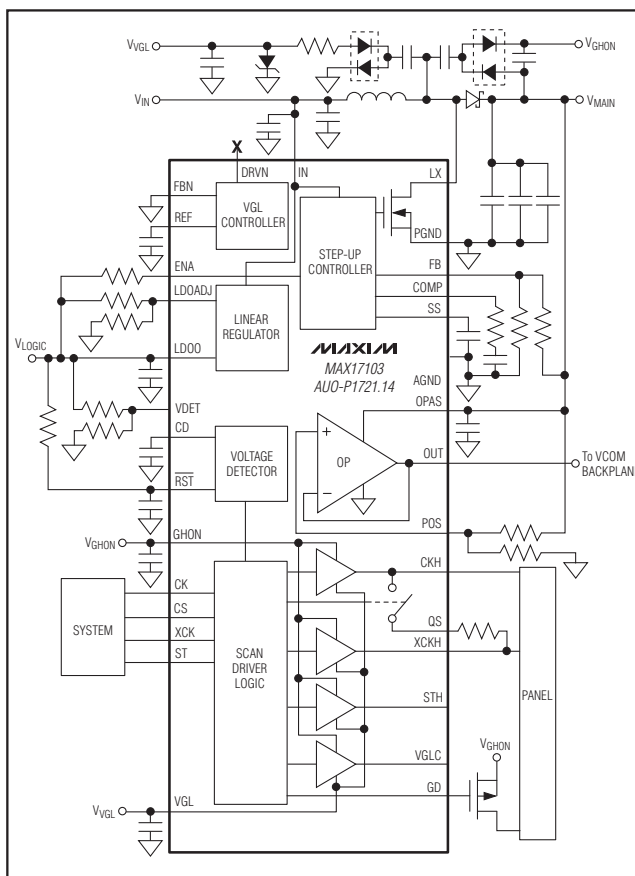 VVGL
VGHON
VIN
VMAIN
X
DRVN
IN
LX
FBN
VGL
CONTROLLER
REF
STEP-UP
CONTROLLER
PGND
ENA
FB
LDOADJ
COMP
LINEAR
REGULATOR
SS
VLOGIC
LDOO
MAXIM
MAX17103
AUO-P1721.14
AGND
OPAS
VDET
CD
VOLTAGE
DETECTOR
+
OP
−
OUT
To VCOM
BACKPLANE
RST
POS
VGHON
GHON
CKH
SYSTEM
CK
CS
XCK
ST
SCAN
DRIVER
LOGIC
QS
XCKH
PANEL
STH
VGHON
VGLC
GD
VVGL
VGL